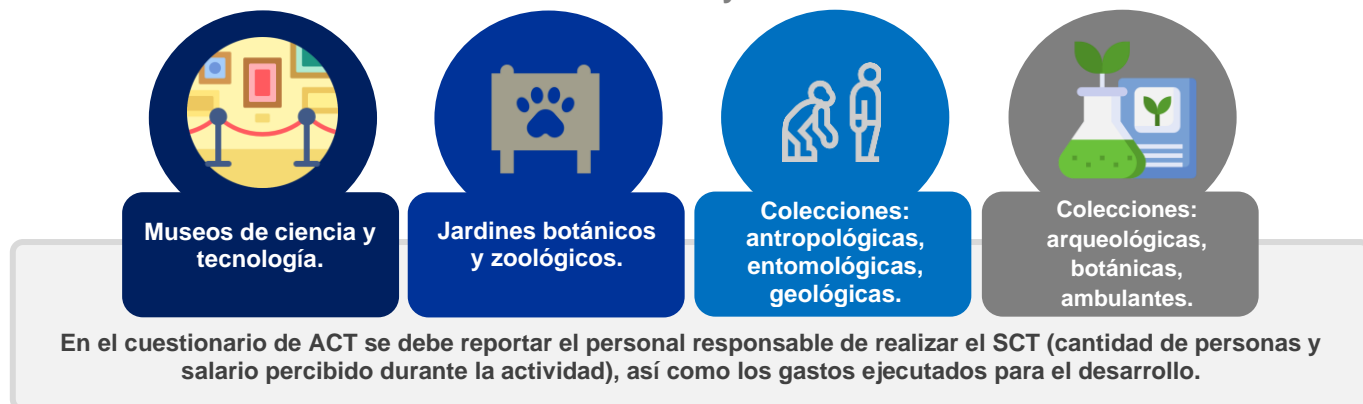 Museos de ciencia y
tecnología.
Jardines botánicos
y zoológicos.
Colecciones:
antropológicas,
entomológicas,
geológicas.
Colecciones:
arqueológicas,
botánicas,
ambulantes.
En el cuestionario de ACT se debe reportar el personal responsable de realizar el SCT (cantidad de personas y
salario percibido durante la actividad), así como los gastos ejecutados para el desarrollo.